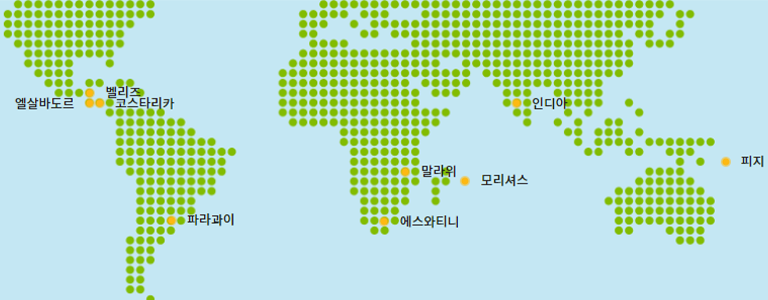 벨리즈
엘살바도르
코스타리카
인디아
피지
말라위
모리셔스
파라과이
에스와티니